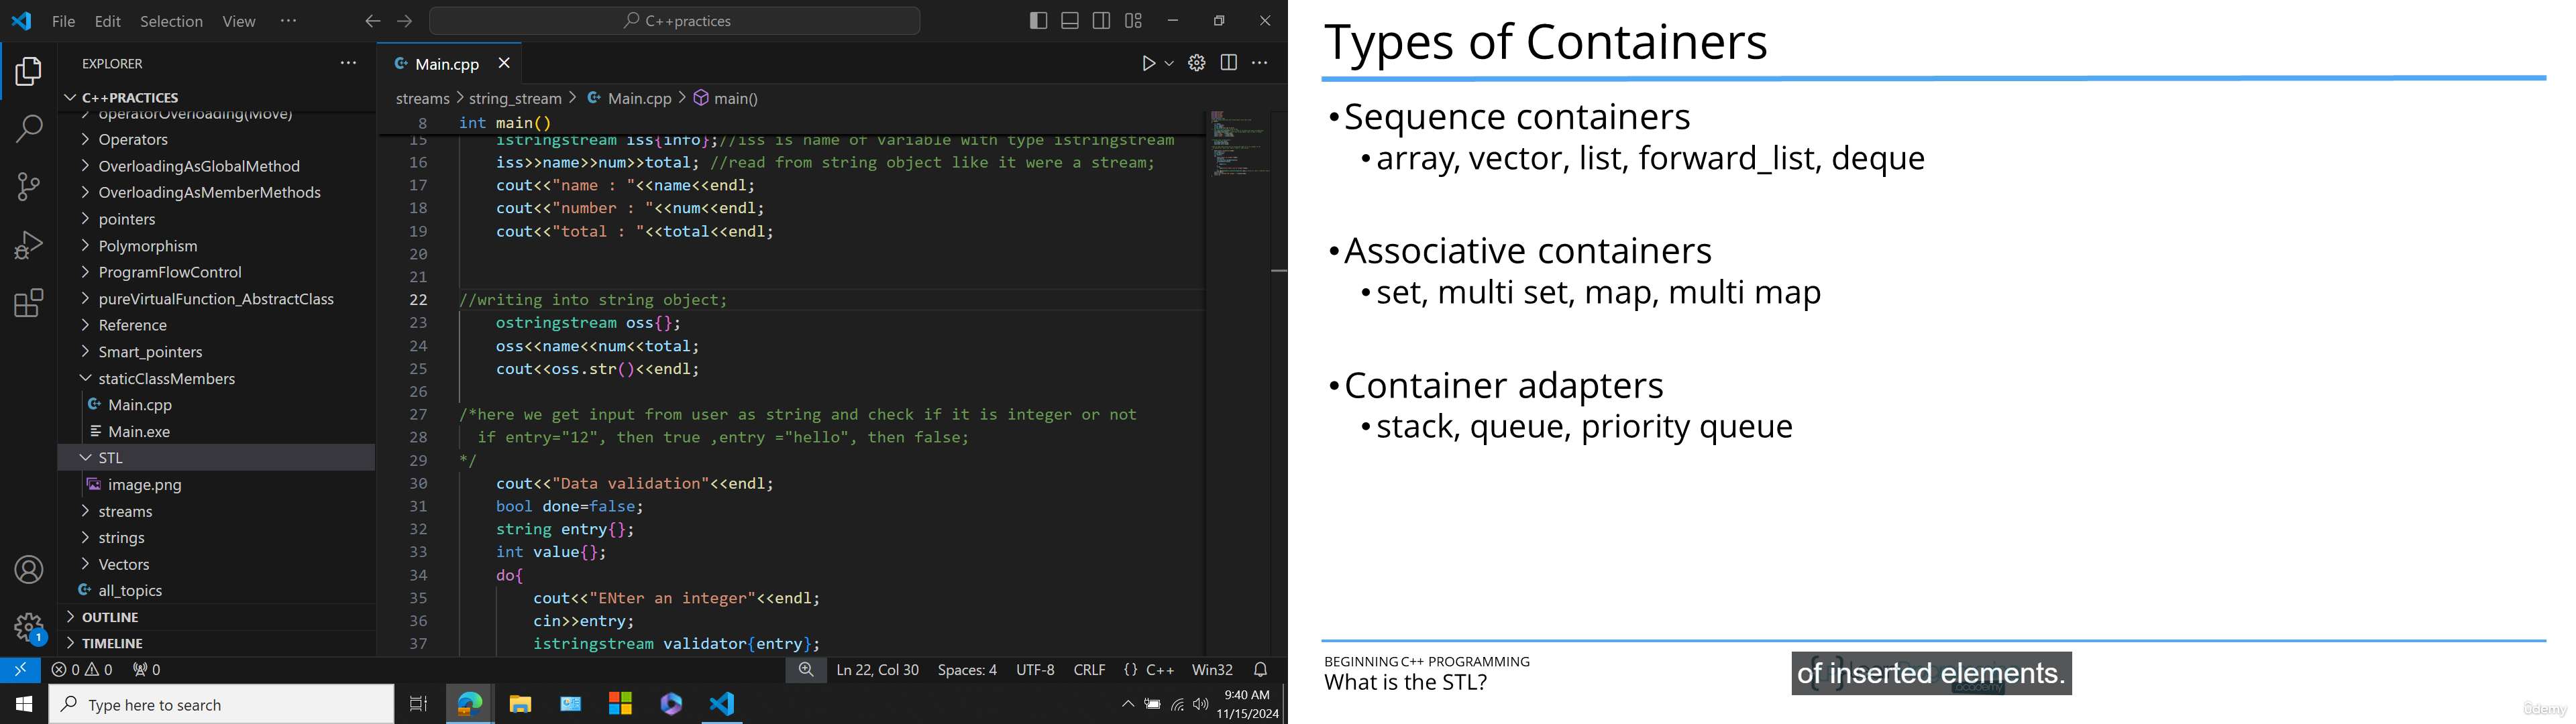 File Edit Selection View ···
C++practices
EXPLORER ···
C++PRACTICES
operatorOverloading(Move)
Operators
OverloadingAsGlobalMethod
OverloadingAsMemberMethods
pointers
Polymorphism
ProgramFlowControl
pureVirtualFunction_AbstractClass
Reference
Smart_pointers
staticClassMembers
Main.cpp
Main.exe
STL
image.png
streams
strings
Vectors
all_topics
OUTLINE
TIMELINE
Main.cpp
streams > string_stream > Main.cpp > main()
8 int main()
15 istringstream iss{info};//iss is name of variable with type istringstream
16 iss>>name>>num>>total; //read from string object like it were a stream;
17 cout<<"name : "<<name<<endl;
18 cout<<"number : "<<num<<endl;
19 cout<<"total : "<<total<<endl;
20
21
22 //writing into string object;
23 ostringstream oss{};
24 oss<<name<<num<<total;
25 cout<<oss.str()<<endl;
26
27 /*here we get input from user as string and check if it is integer or not
28 if entry="12", then true ,entry ="hello", then false;
29 */
30 cout<<"Data validation"<<endl;
31 bool done=false;
32 string entry{};
33 int value{};
34 do{
35 cout<<"ENter an integer"<<endl;
36 cin>>entry;
37 istringstream validator{entry};
1
0 0 0
Ln 22, Col 30 Spaces: 4 UTF-8 CRLF {} C++ Win32
Type here to search
9:40 AM
11/15/2024
Types of Containers
•Sequence containers
•array, vector, list, forward_list, deque
•Associative containers
•set, multi set, map, multi map
•Container adapters
•stack, queue, priority queue
BEGINNING C++ PROGRAMMING
What is the STL?
of inserted elements.
academy
ûdemy